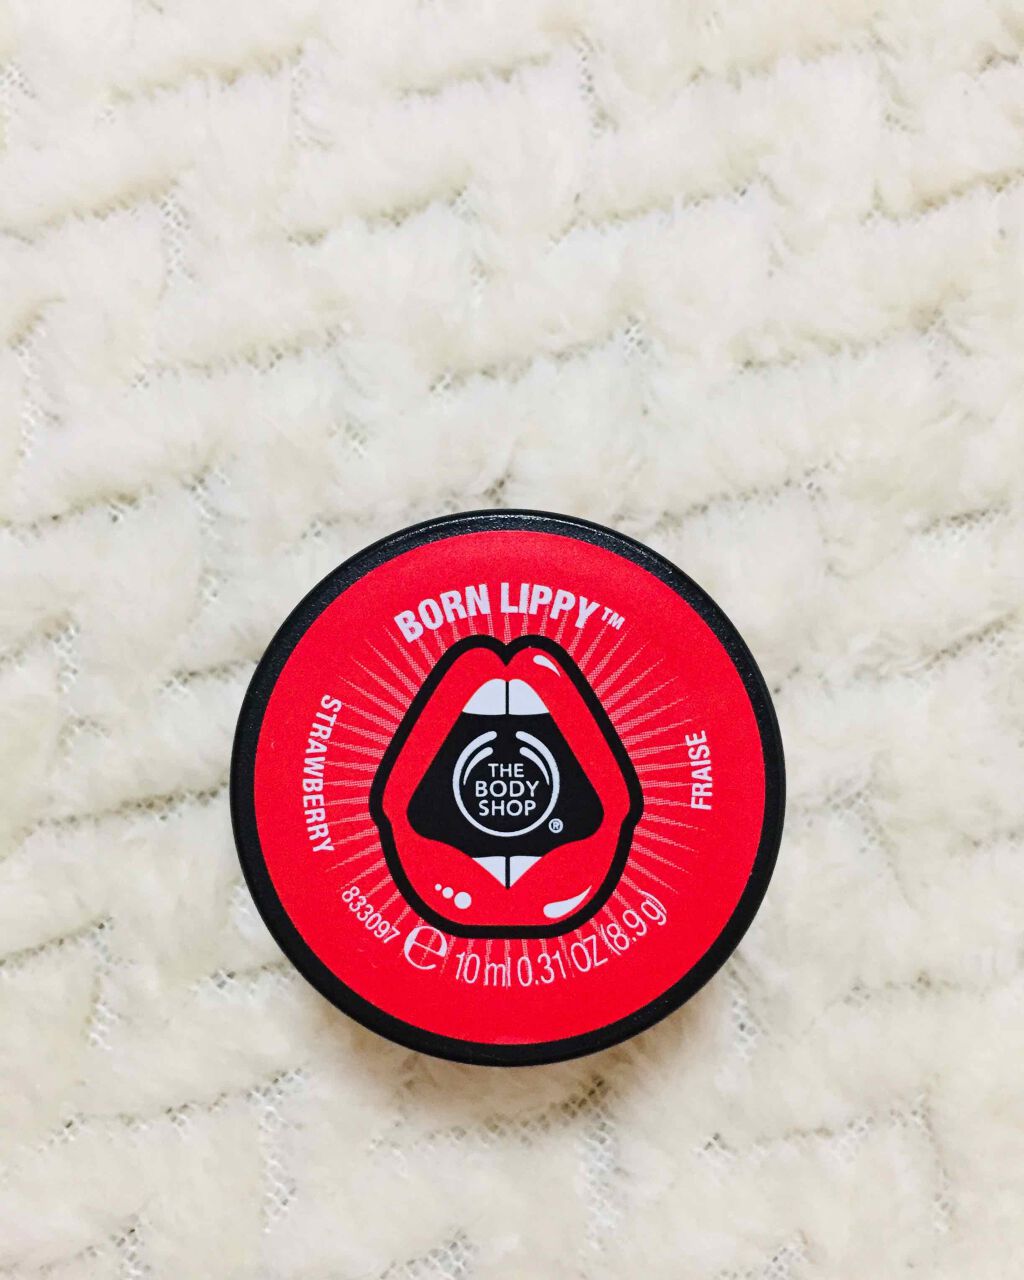 BORN LIPPY™
STRAWBERRY
FRAISE
THE
BODY
SHOP®
833097 ℮ 10 ml 0.31 OZ (8.9 g)